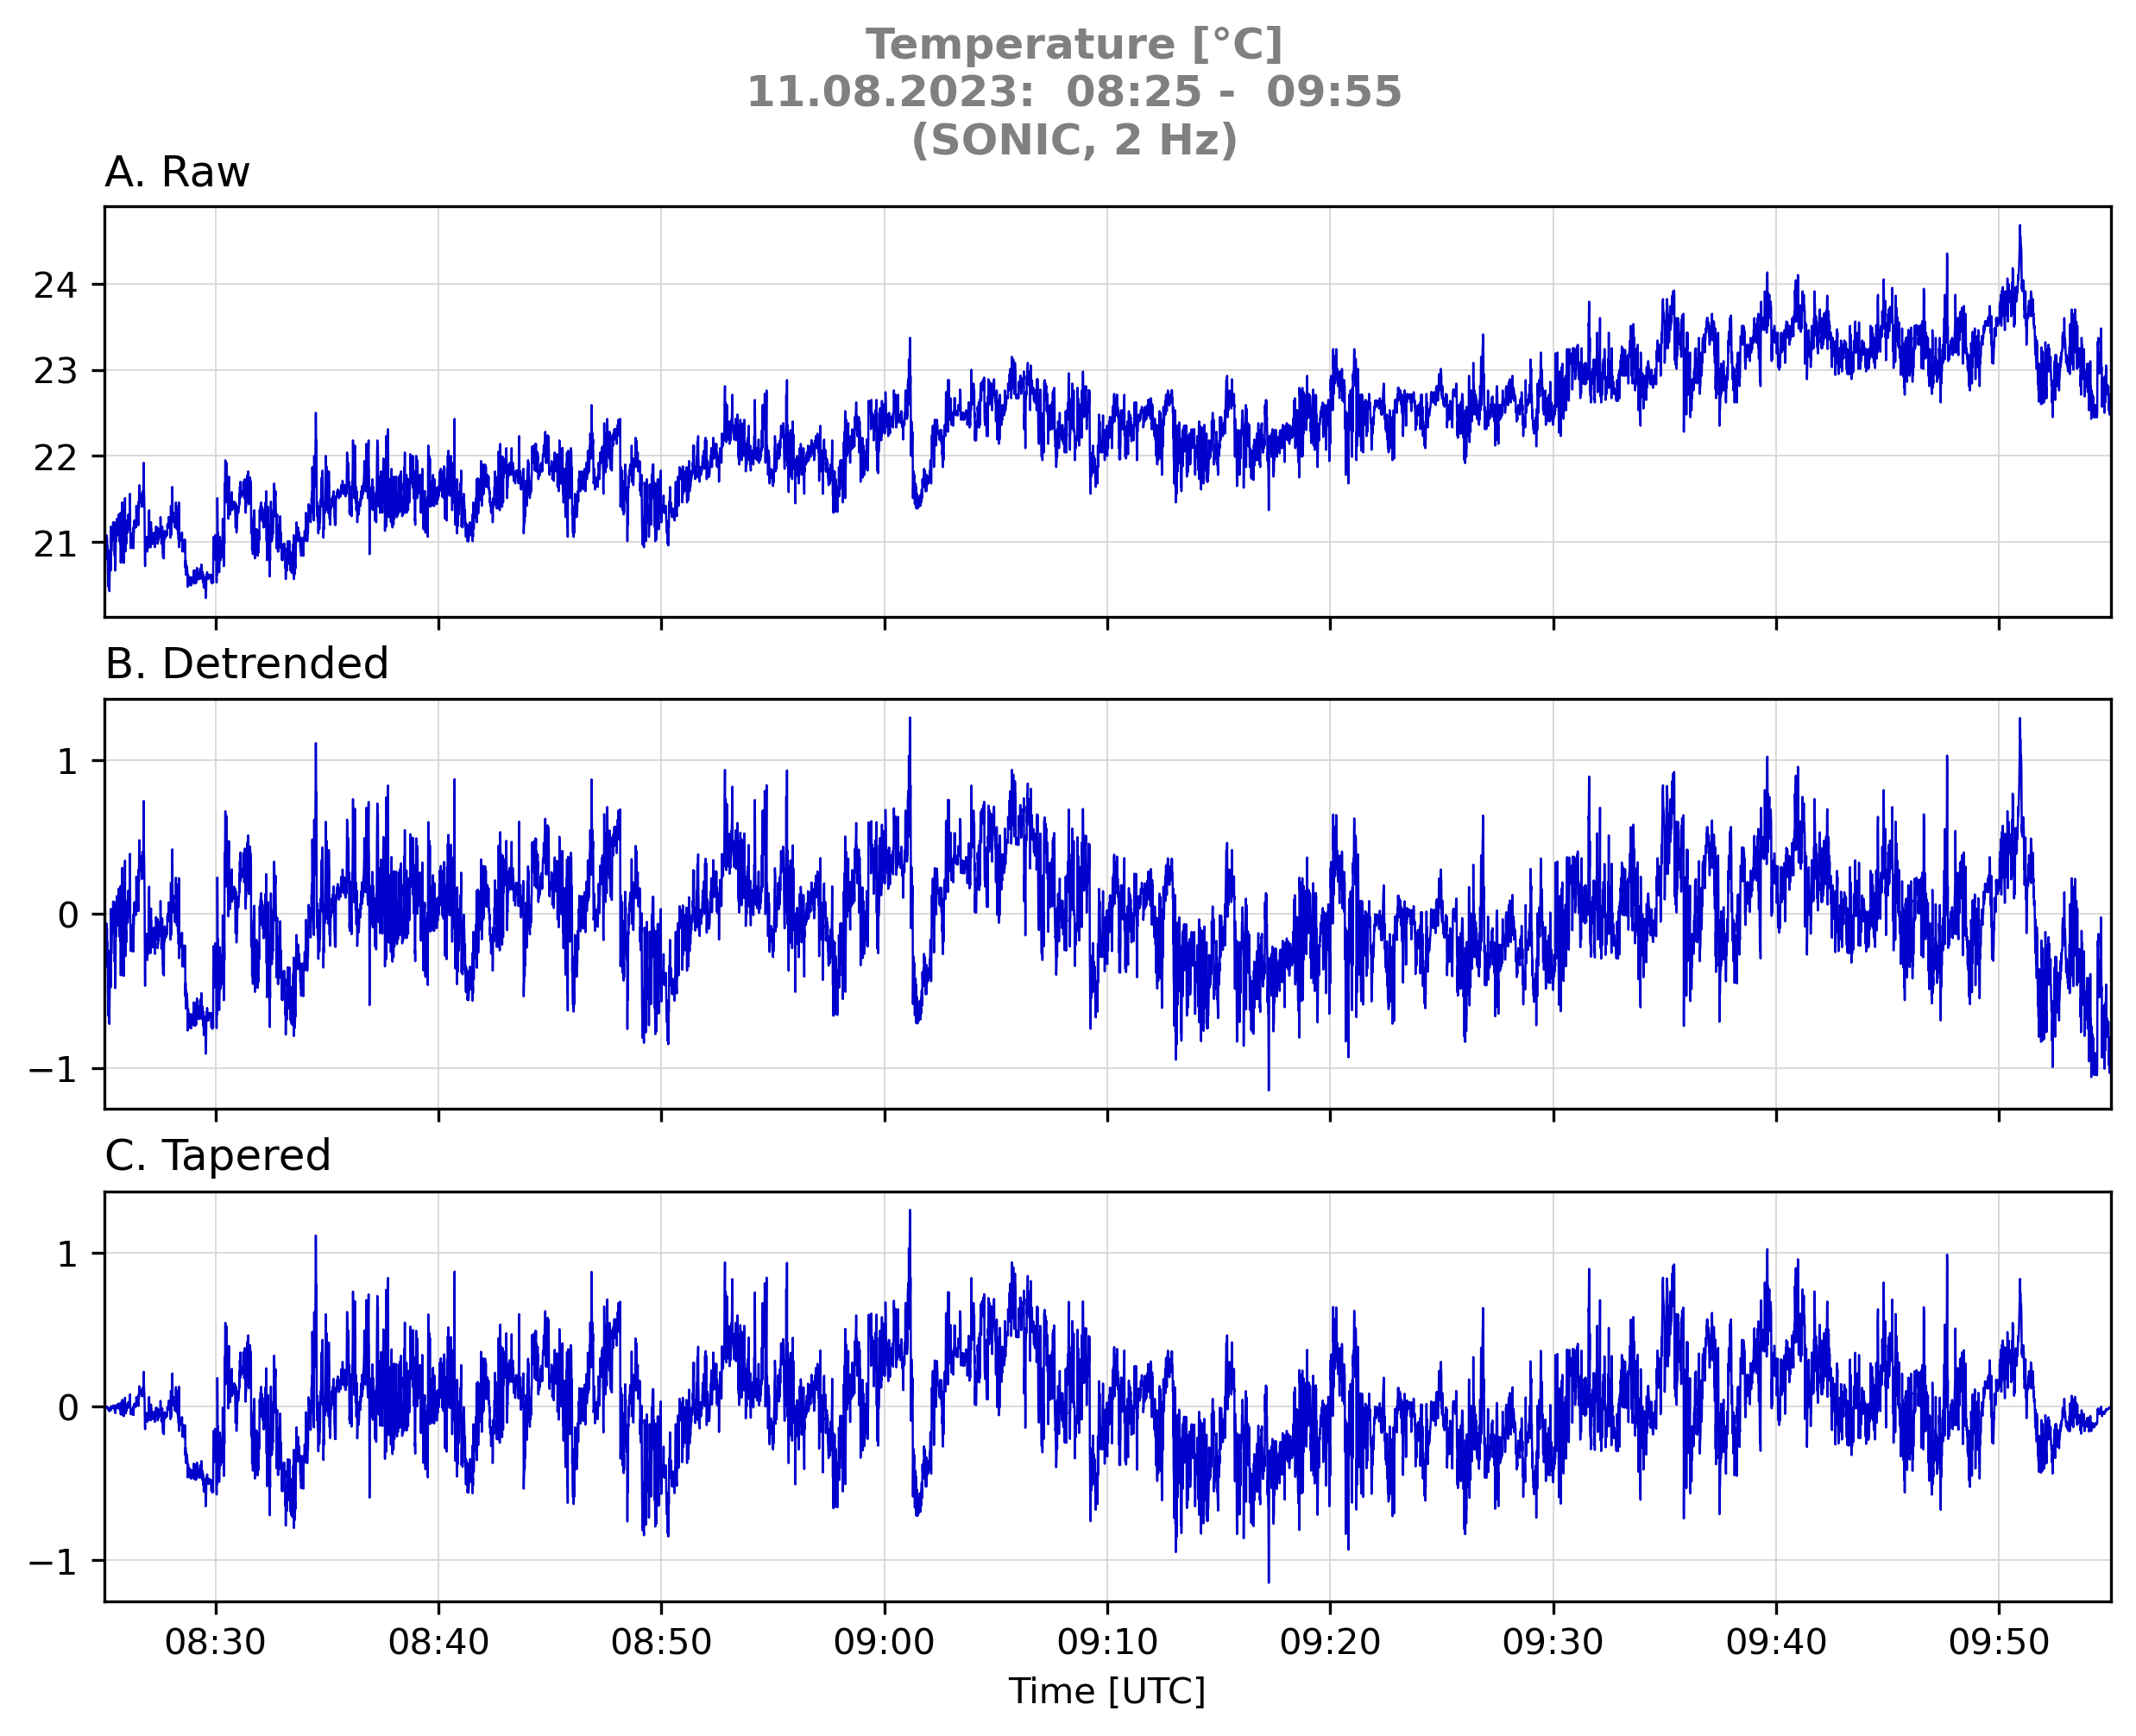 Temperature [°C]
11.08.2023:  08:25 -  09:55
(SONIC, 2 Hz)
A. Raw
24
23
22
21
B. Detrended
1
0
−1
C. Tapered
1
0
−1
08:30 08:40 08:50 09:00 09:10 09:20 09:30 09:40 09:50
Time [UTC]